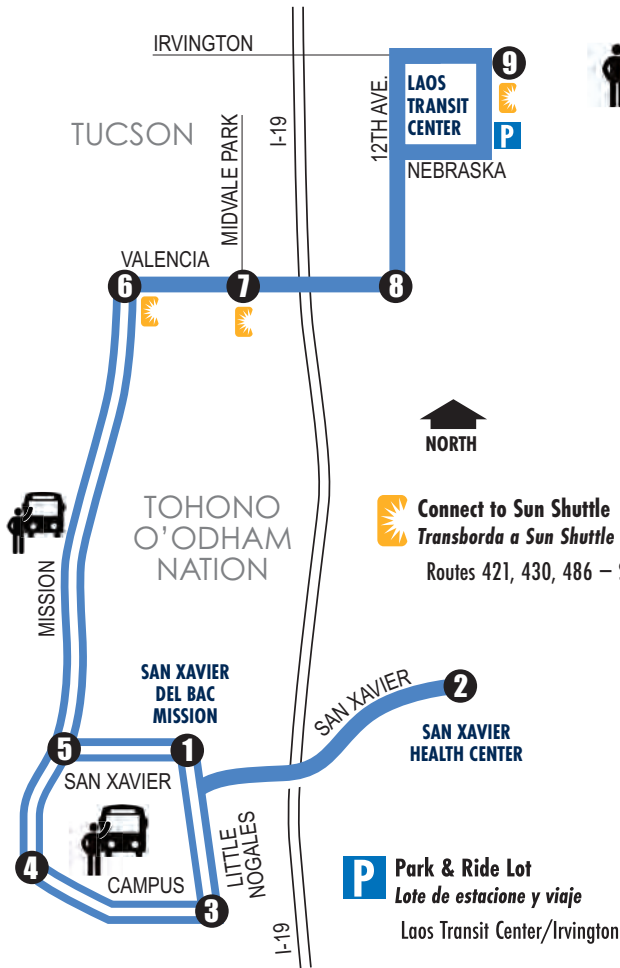 IRVINGTON
9
LAOS
TRANSIT
CENTER
12TH AVE.
P
TUCSON
I-19
NEBRASKA
MIDVALE PARK
VALENCIA
6
7
8
NORTH
TOHONO
O'ODHAM
NATION
Connect to Sun Shuttle
Transborda a Sun Shuttle
Routes 421, 430, 486 –
MISSION
SAN XAVIER
DEL BAC
MISSION
SAN XAVIER
2
SAN XAVIER
HEALTH CENTER
5
1
SAN XAVIER
LITTLE
NOGALES
4
CAMPUS
3
P
Park & Ride Lot
Lote de estacione y viaje
Laos Transit Center/Irvington
I-19